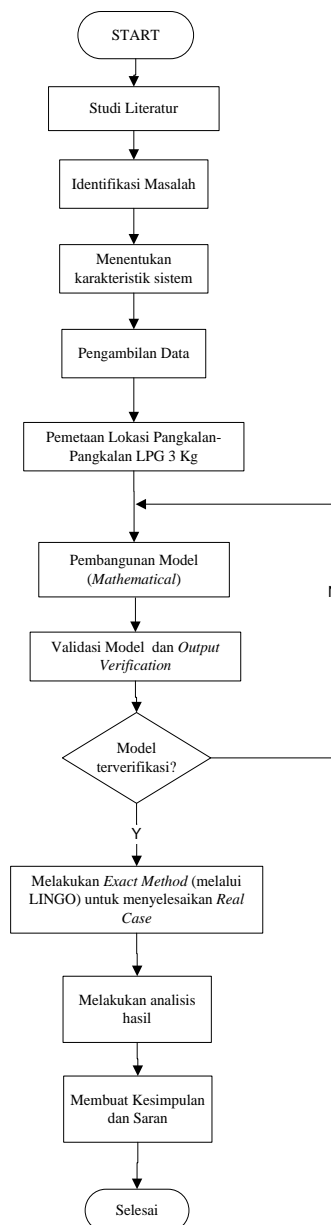 START
Studi Literatur
Identifikasi Masalah
Menentukan
karakteristik sistem
Pengambilan Data
Pemetaan Lokasi Pangkalan-
Pangkalan LPG 3 Kg
Pembangunan Model
(Mathematical)
Validasi Model dan Output
Verification
Model
terverifikasi?
Y
Melakukan Exact Method (melalui
LINGO) untuk menyelesaikan Real
Case
Melakukan analisis
hasil
Membuat Kesimpulan
dan Saran
Selesai